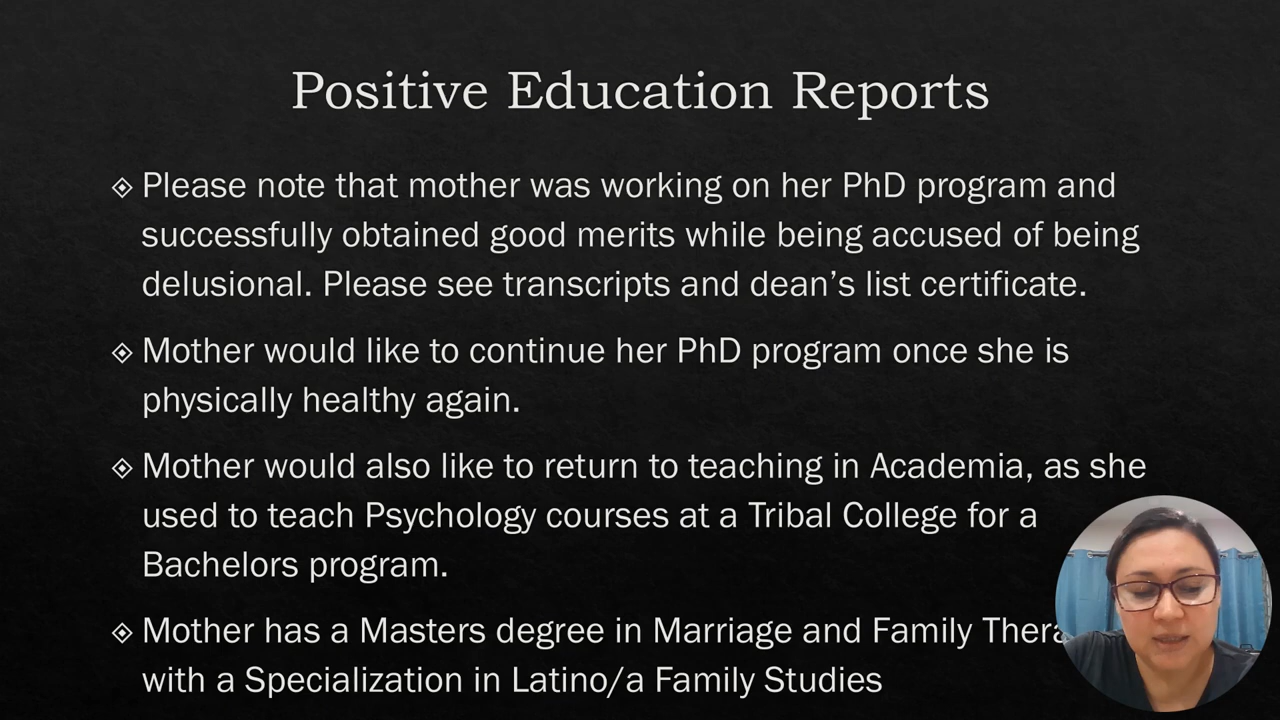 Positive Education Reports
Please note that mother was working on her PhD program and
successfully obtained good merits while being accused of being
delusional. Please see transcripts and dean’s list certificate.
Mother would like to continue her PhD program once she is
physically healthy again.
Mother would also like to return to teaching in Academia, as she
used to teach Psychology courses at a Tribal College for a
Bachelors program.
Mother has a Masters degree in Marriage and Family
with a Specialization in Latino/a Family Studies